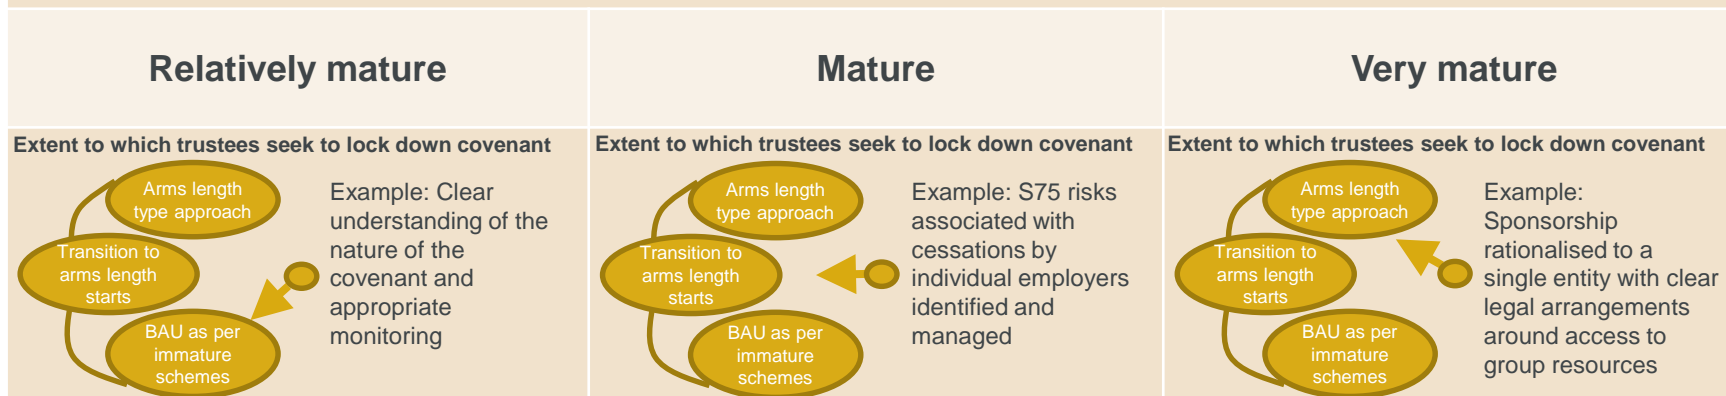 Relatively mature
Mature
Very mature
Extent to which trustees seek to lock down covenant
Arms length
type approach
Transition to
arms length
starts
BAU as per
immature
schemes
Example: Clear
understanding of the
nature of the
covenant and
appropriate
monitoring
Extent to which trustees seek to lock down covenant
Arms length
type approach
Transition to
arms length
starts
BAU as per
immature
schemes
Example: S75 risks
associated with
cessations by
individual employers
identified and
managed
Extent to which trustees seek to lock down covenant
Arms length
type approach
Transition to
arms length
starts
BAU as per
immature
schemes
Example:
Sponsorship
rationalised to a
single entity with clear
legal arrangements
around access to
group resources